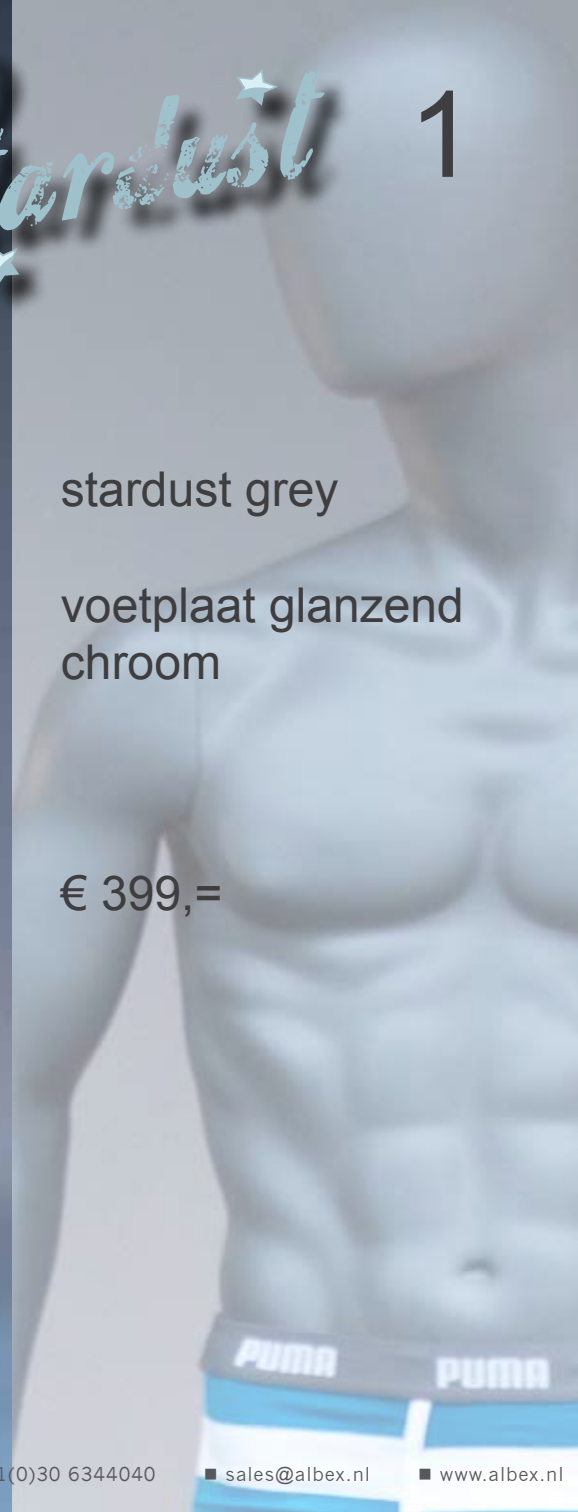 ardust
1
stardust grey
voetplaat glanzend
chroom
€ 399,=
PUMA PUMA
1(0)30 6344040 ■ sales@albex.nl ■ www.albex.nl